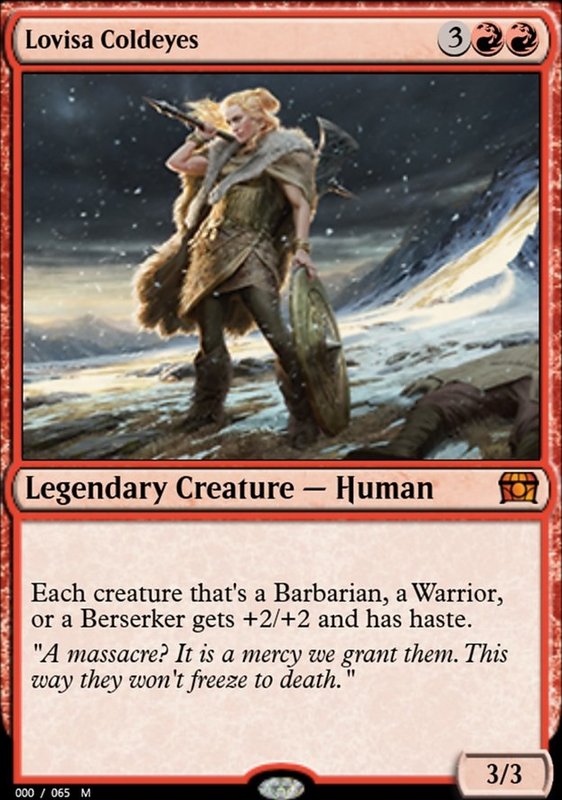 Lovisa Coldeyes 3
Legendary Creature — Human
Each creature that's a Barbarian, a Warrior,
or a Berserker gets +2/+2 and has haste.
"A massacre? It is a mercy we grant them. This
way they won't freeze to death."
3/3
000 / 065 M